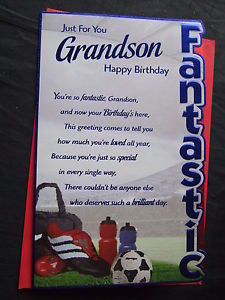 Just For You
Grandson
Happy Birthday
Fantastic
You're so fantastic, Grandson,
and now your Birthday's here,
This greeting comes to tell you
how much you're loved all year,
Because you're just so special
in every single way,
There couldn't be anyone else
who deserves such a brilliant day.